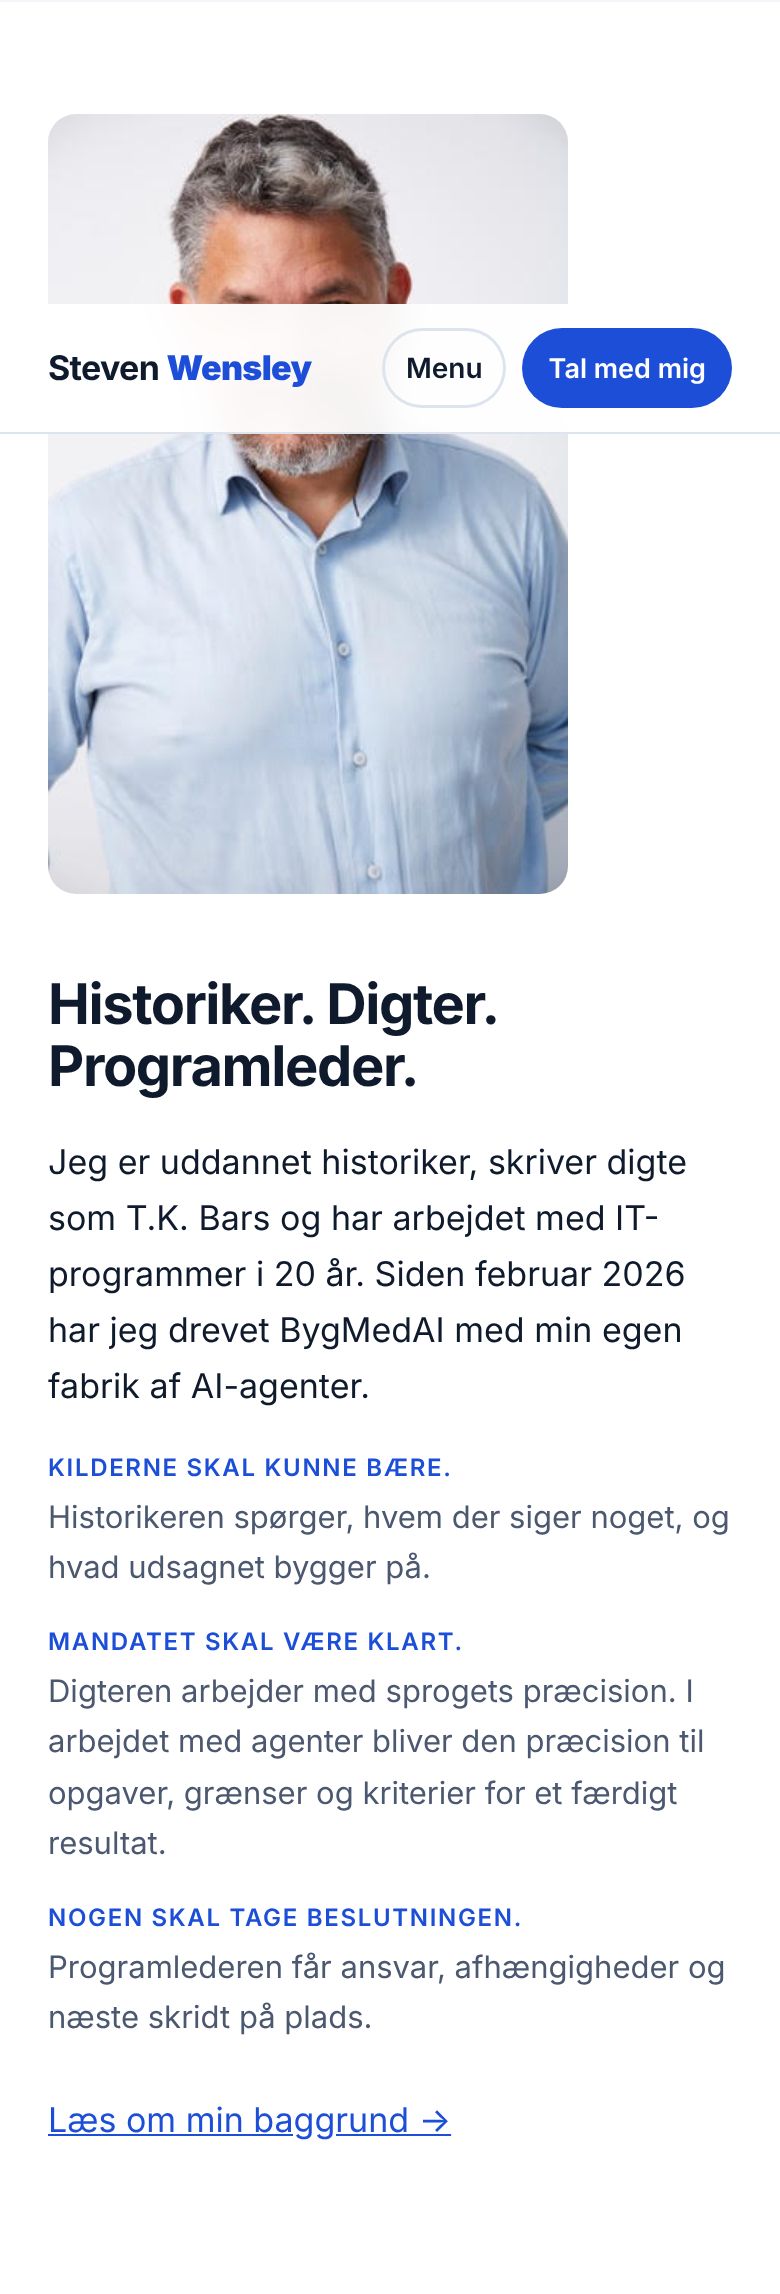 Steven Wensley
Menu
Tal med mig
Historiker. Digter.
Programleder.
Jeg er uddannet historiker, skriver digte
som T.K. Bars og har arbejdet med IT-
programmer i 20 år. Siden februar 2026
har jeg drevet BygMedAI med min egen
fabrik af AI-agenter.
KILDERNE SKAL KUNNE BÆRE.
Historikeren spørger, hvem der siger noget, og
hvad udsagnet bygger på.
MANDATET SKAL VÆRE KLART.
Digteren arbejder med sprogets præcision. I
arbejdet med agenter bliver den præcision til
opgaver, grænser og kriterier for et færdigt
resultat.
NOGEN SKAL TAGE BESLUTNINGEN.
Programlederen får ansvar, afhængigheder og
næste skridt på plads.
Læs om min baggrund →